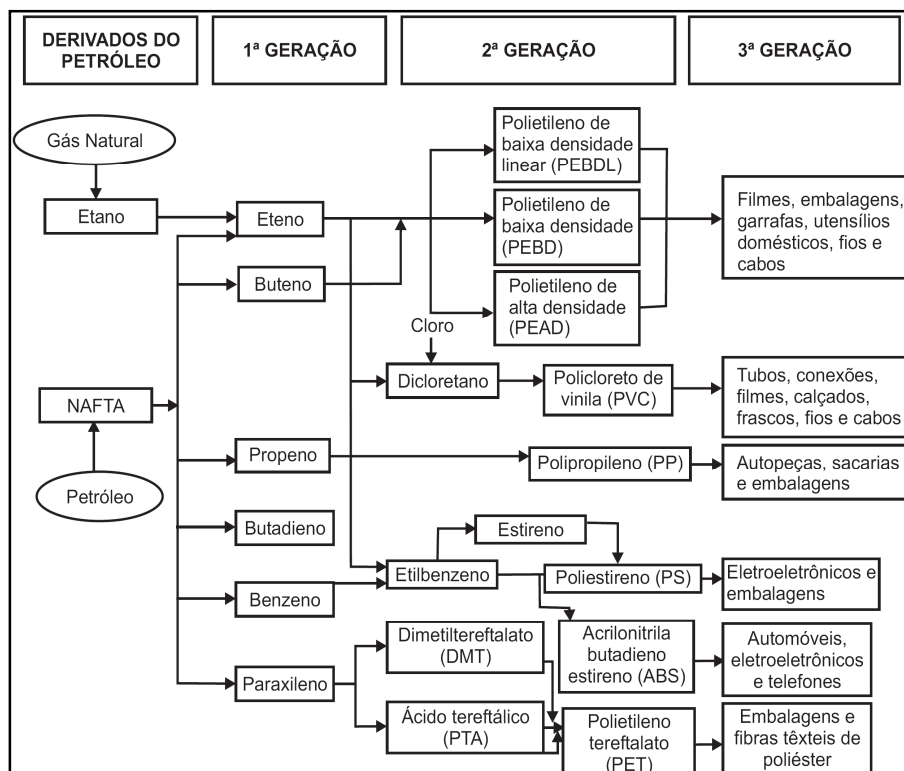 DERIVADOS DO
PETRÓLEO
1ª GERAÇÃO
2ª GERAÇÃO
3ª GERAÇÃO
Gás Natural
Etano
Eteno
Buteno
NAFTA
Petróleo
Propeno
Butadieno
Benzeno
Paraxileno
Polietileno de
baixa densidade
linear (PEBDL)
Polietileno de
baixa densidade
(PEBD)
Polietileno de
alta densidade
(PEAD)
Filmes, embalagens,
garrafas, utensílios
domésticos, fios e
cabos
Cloro
Dicloretano
Policloreto de
vinila (PVC)
Tubos, conexões,
filmes, calçados,
frascos, fios e cabos
Polipropileno (PP)
Autopeças, sacarias
e embalagens
Estireno
Etilbenzeno
Poliestireno (PS)
Eletroeletrônicos e
embalagens
Dimetiltereftalato
(DMT)
Acrilonitrila
butadieno
estireno (ABS)
Automóveis,
eletroeletrônicos
e telefones
Ácido tereftálico
(PTA)
Polietileno
tereftalato
(PET)
Embalagens e
fibras têxteis de
poliéster